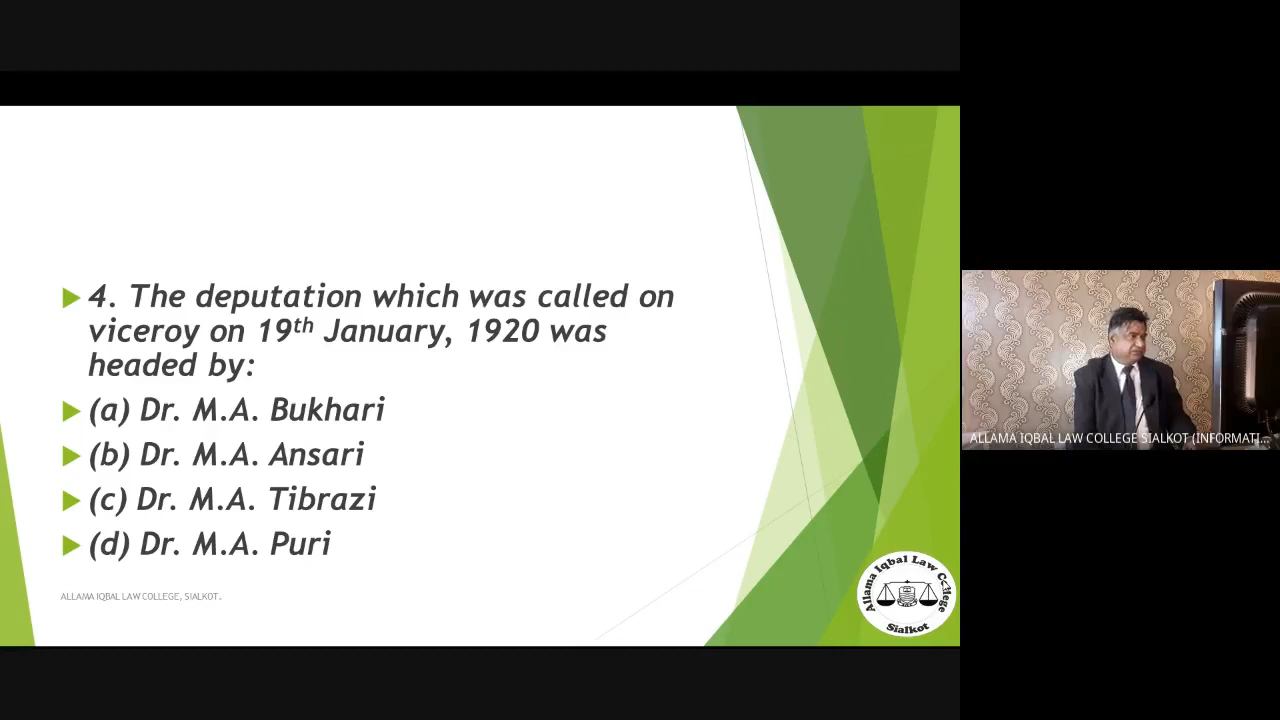 4. The deputation which was called on
viceroy on 19th January, 1920 was
headed by:
(a) Dr. M.A. Bukhari
(b) Dr. M.A. Ansari
(c) Dr. M.A. Tibrazi
(d) Dr. M.A. Puri
ALLAMA IQBAL LAW COLLEGE, SIALKOT.
Allama Iqbal Law College
Sialkot
ALLAMA IQBAL LAW COLLEGE SIALKOT (INFORMATI...